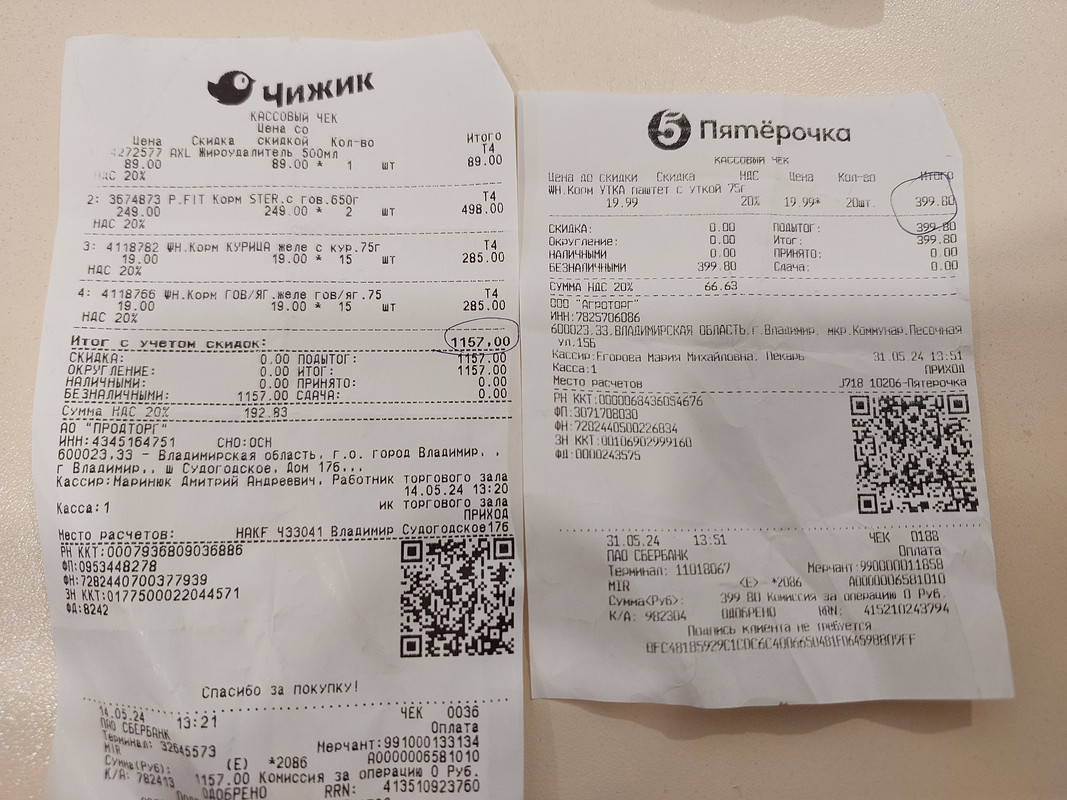 Чижик
КАССОВЫЙ ЧЕК
Цена со
Цена Скидка скидкой Кол-во Итого
4272577 AXL Жироудалитель 500мл Т4
89.00 89.00 * 1 шт 89.00
НДС 20%
2: 3674873 P.FIT Корм STER.с гов.650г Т4
249.00 249.00 * 2 шт 498.00
НДС 20%
3: 4118782 ШН.Корм КУРИЦА желе с кур.75г Т4
19.00 19.00 * 15 шт 285.00
НДС 20%
4: 4118766 ШН.Корм ГОВ/ЯГ.желе гов/яг.75 Т4
19.00 19.00 * 15 шт 285.00
НДС 20%
Итог с учетом скидок: 1157,00
СКИДКА: 0.00 ПОДЫТОГ: 1157.00
ОКРУГЛЕНИЕ: 0.00 ИТОГ: 1157.00
НАЛИЧНЫМИ: 0.00 ПРИНЯТО: 0.00
БЕЗНАЛИЧНЫМИ: 1157.00 СДАЧА: 0.00
Сумма НДС 20% 192.83
АО "ПРОДТОРГ"
ИНН:4345164751 СНО:ОСН
600023,33 - Владимирская область, г.о. город Владимир, ,
г Владимир,, ш Судогодское, Дом 176,,,
Кассир:Маринюк Дмитрий Андреевич, Работник торгового зала
14.05.24 13:20
ик торгового зала
Касса:1 ПРИХОД
Место расчетов: HAKF Ч33041 Владимир Судогодское176
РН ККТ:0007936809036886
ФП:0953448278
ФН:7282440700377939
ЗН ККТ:0177500022044571
ФД:8242
Спасибо за покупку!
14.05.24 13:21 ЧЕК 0036
ПАО СБЕРБАНК Оплата
Терминал: 32645573 Мерчант:991000133134
MIR A0000006581010
(E) *2086
Сумма(Руб): 1157.00 Комиссия за операцию 0 Руб.
К/А: 782413 ОДОБРЕНО RRN: 413510923760
5 Пятёрочка
КАССОВЫЙ ЧЕК
Цена до скидки Скидка НДС Цена Кол-во Итого
ШН.Корм УТКА паштет с уткой 75г
19.99 20% 19.99* 20шт. 399.80
СКИДКА: 0.00 ПОДЫТОГ: 399.80
Округление: 0.00 Итог: 399.80
НАЛИЧНЫМИ 0.00 ПРИНЯТО: 0.00
БЕЗНАЛИЧНЫМИ 399.80 Сдача: 0.00
СУММА НДС 20% 66.63
ООО "Агроторг"
ИНН:7825706086
600023,33,ВЛАДИМИРСКАЯ ОБЛАСТЬ,г.Владимир, мкр.Коммунар,Песочная
ул,15Б
Кассир:Егорова Мария Михайловна, Пекарь 31.05.24 13:51
Касса:1 ПРИХОД
Место расчетов J718 10206-Пятерочка
РН ККТ:0000068436054676
ФП:3071708030
ФН:7282440500226834
ЗН ККТ:00106902999160
ФД:0000243575
31.05.24 13:51 ЧЕК 0188
ПАО СБЕРБАНК Оплата
Терминал: 11018067 Мерчант:990000011858
MIR (E) *2086 A0000006581010
Сумма(Руб): 399.80 Комиссия за операцию 0 Руб.
К/А: 982304 ОДОБРЕНО RRN: 415210243794
Подпись клиента не требуется